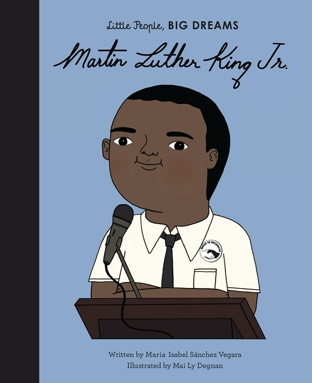 Little People, BIG DREAMS
Martin Luther King Jr.
Written by Maria Isabel Sánchez Vegara
Illustrated by Mai Ly Degnan